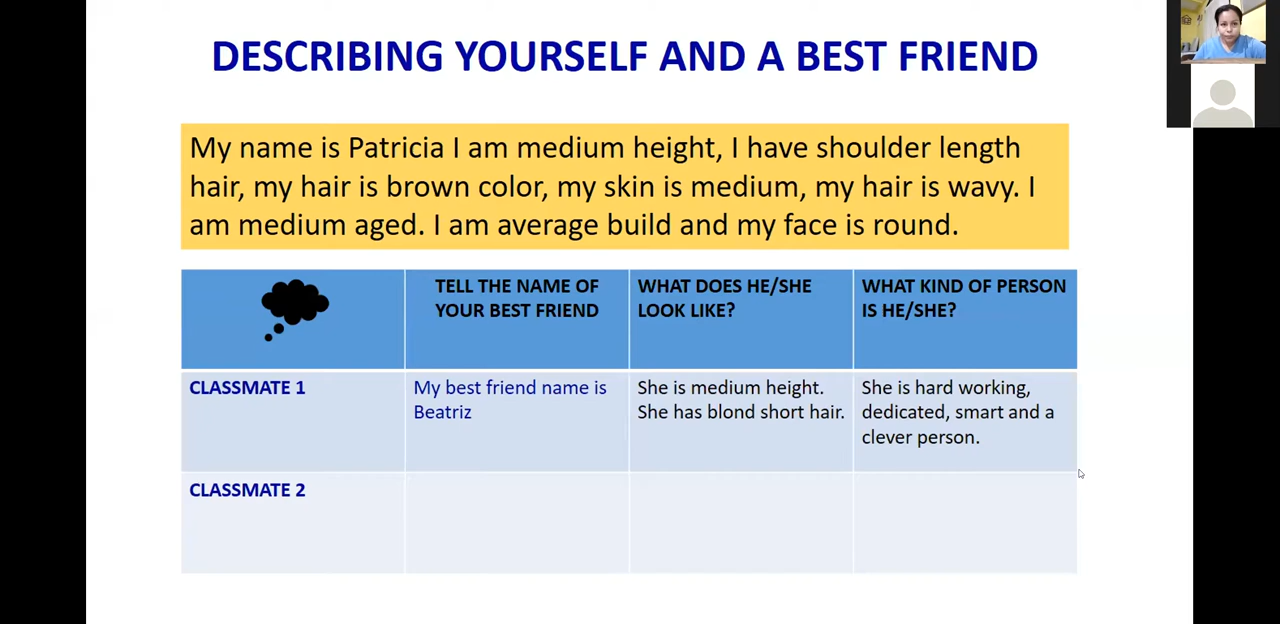 DESCRIBING YOURSELF AND A BEST FRIEND
My name is Patricia I am medium height, I have shoulder length
hair, my hair is brown color, my skin is medium, my hair is wavy. I
am medium aged. I am average build and my face is round.
TELL THE NAME OF
YOUR BEST FRIEND
WHAT DOES HE/SHE
LOOK LIKE?
WHAT KIND OF PERSON
IS HE/SHE?
CLASSMATE 1
My best friend name is
Beatriz
She is medium height.
She has blond short hair.
She is hard working,
dedicated, smart and a
clever person.
CLASSMATE 2